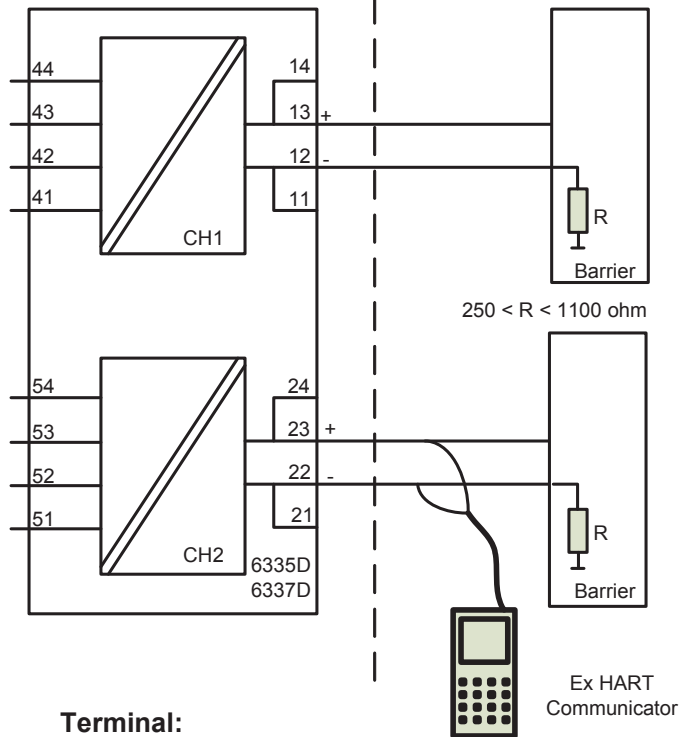 44
43
42
41
CH1
14
13 +
12 -
11
R
Barrier
250 < R < 1100 ohm
54
53
52
51
CH2
24
23 +
22 -
21
6335D
6337D
R
Barrier
Ex HART
Communicator
Terminal: